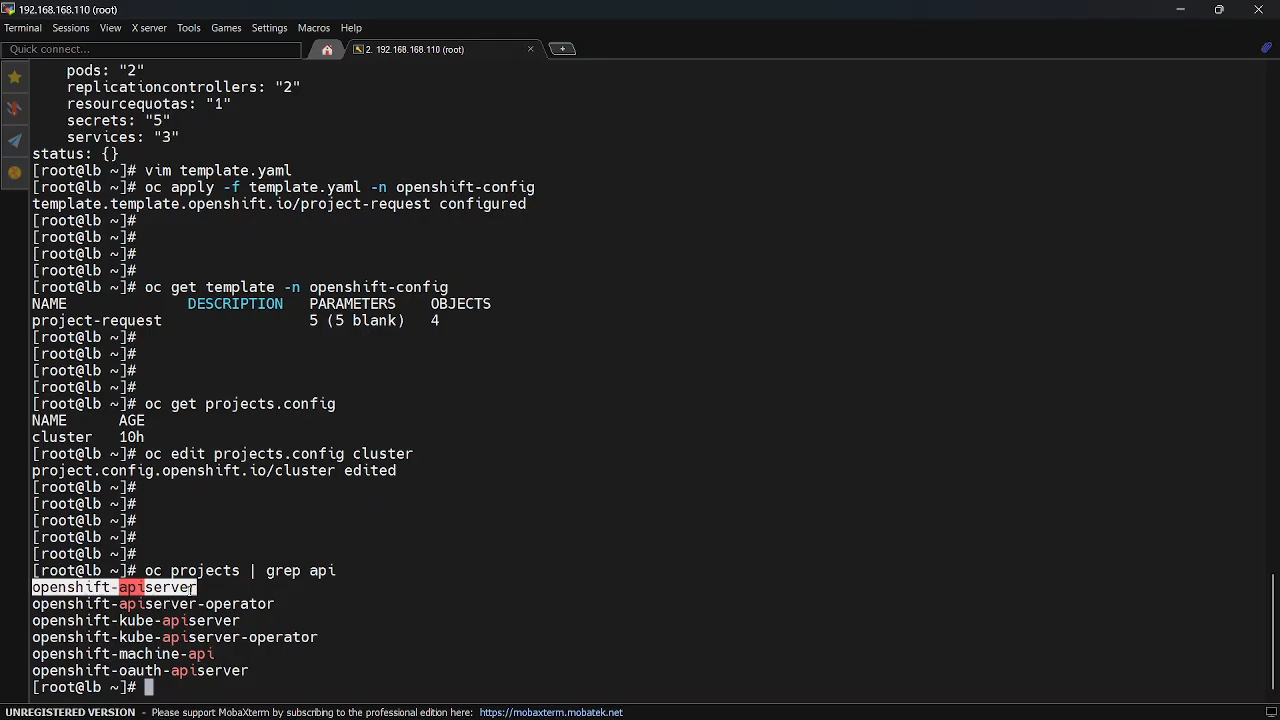 192.168.168.110 (root)
Terminal Sessions View X server Tools Games Settings Macros Help
Quick connect...
2. 192.168.168.110 (root)
pods: "2"
replicationcontrollers: "2"
resourcequotas: "1"
secrets: "5"
services: "3"
status: {}
[root@lb ~]# vim template.yaml
[root@lb ~]# oc apply -f template.yaml -n openshift-config
template.template.openshift.io/project-request configured
[root@lb ~]#
[root@lb ~]#
[root@lb ~]#
[root@lb ~]#
[root@lb ~]# oc get template -n openshift-config
NAME DESCRIPTION PARAMETERS OBJECTS
project-request 5 (5 blank) 4
[root@lb ~]#
[root@lb ~]#
[root@lb ~]#
[root@lb ~]#
[root@lb ~]# oc get projects.config
NAME AGE
cluster 10h
[root@lb ~]# oc edit projects.config cluster
project.config.openshift.io/cluster edited
[root@lb ~]#
[root@lb ~]#
[root@lb ~]#
[root@lb ~]#
[root@lb ~]#
[root@lb ~]# oc projects | grep api
openshift-apiserver
openshift-apiserver-operator
openshift-kube-apiserver
openshift-kube-apiserver-operator
openshift-machine-api
openshift-oauth-apiserver
[root@lb ~]#
UNREGISTERED VERSION - Please support MobaXterm by subscribing to the professional edition here: https://mobaxterm.mobatek.net